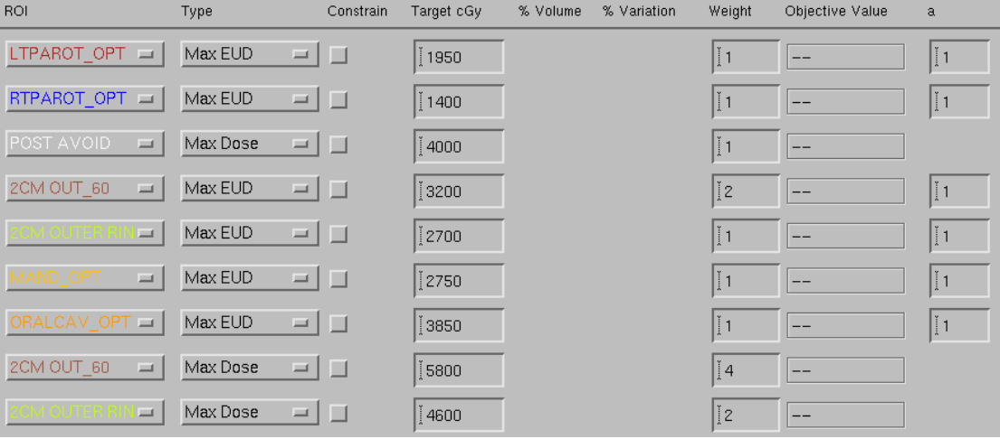 ROI Type Constrain Target cGy % Volume % Variation Weight Objective Value a
LTPAROT_OPT Max EUD 1950 1 -- 1
RTPAROT_OPT Max EUD 1400 1 -- 1
POST AVOID Max Dose 4000 1 --
2CM OUT_60 Max EUD 3200 2 -- 1
2CM OUTER RIN Max EUD 2700 1 -- 1
MAND_OPT Max EUD 2750 1 -- 1
ORALCAV_OPT Max EUD 3850 1 -- 1
2CM OUT_60 Max Dose 5800 4 --
2CM OUTER RIN Max Dose 4600 2 --